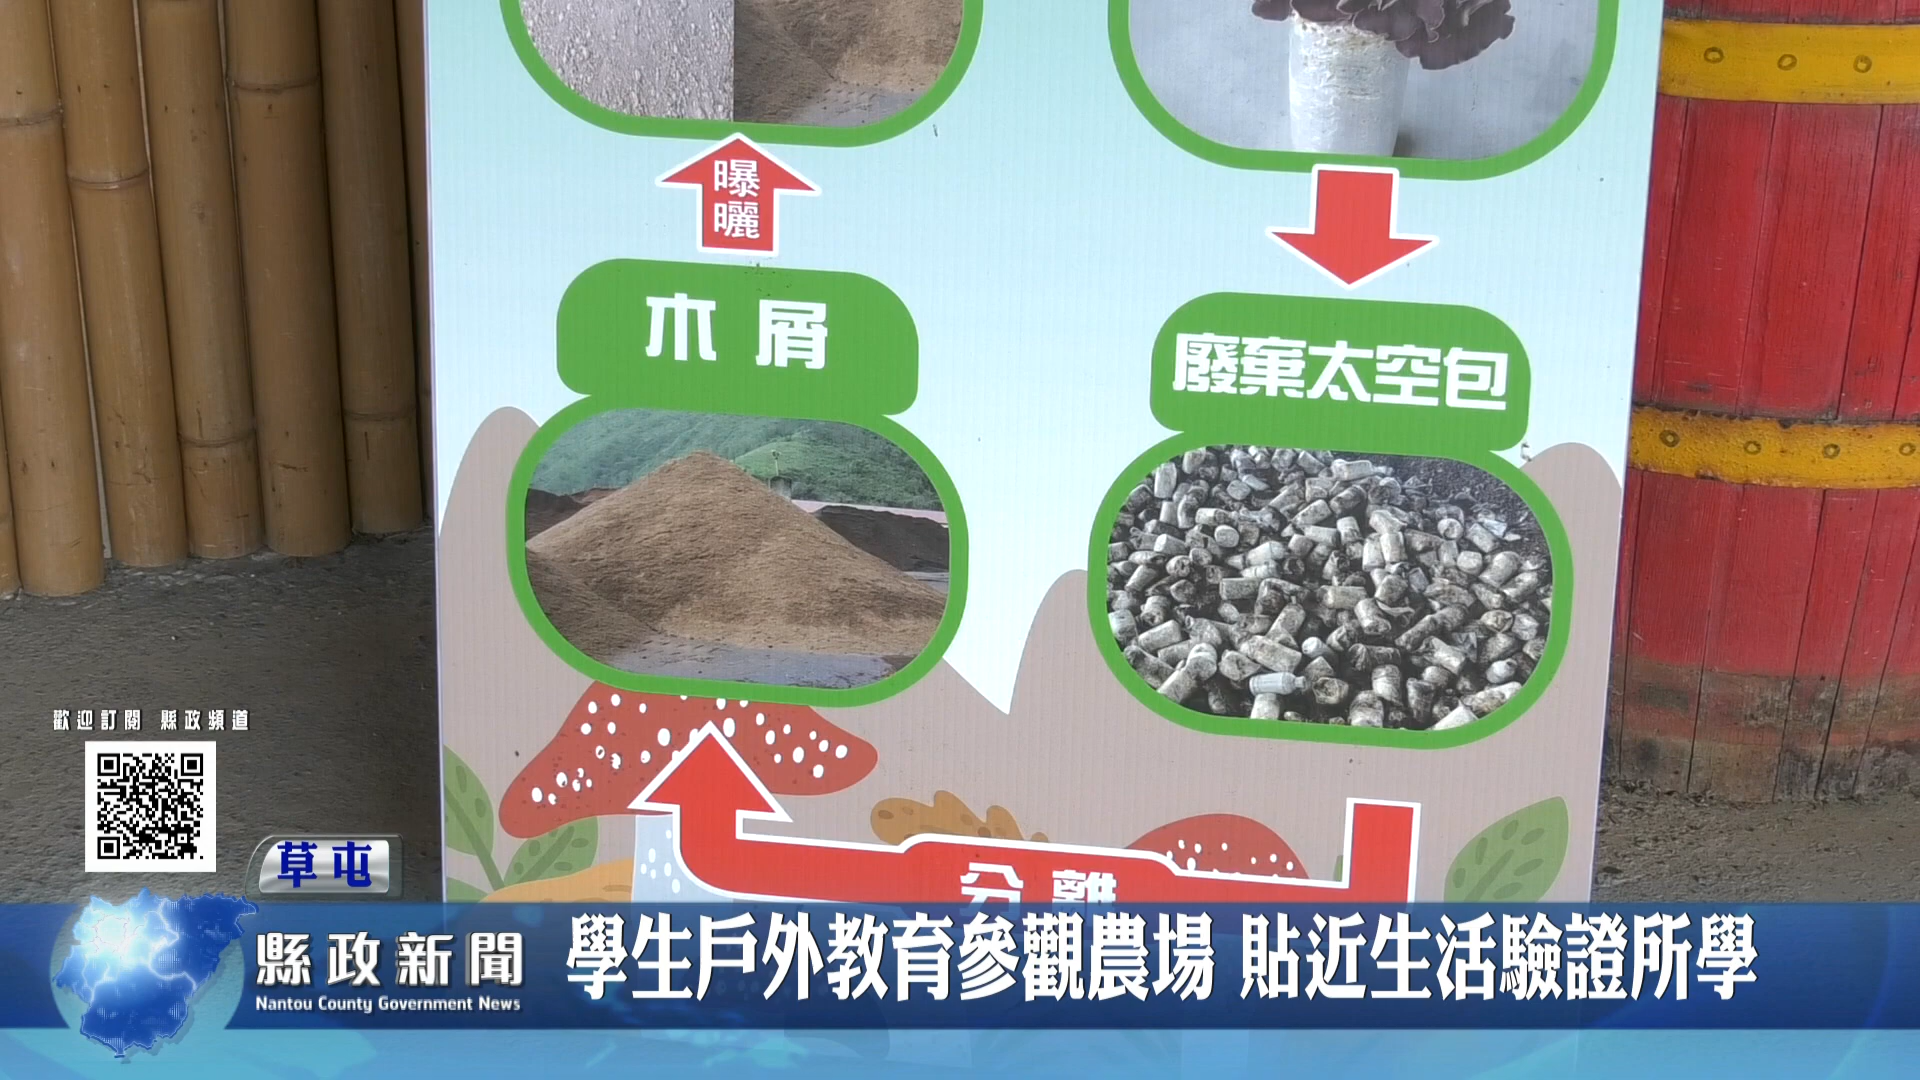 曝
曬
木屑
廢棄太空包
分離
歡迎訂閱 縣政頻道
草屯
縣政新聞
Nantou County Government News
學生戶外教育參觀農場 貼近生活驗證所學